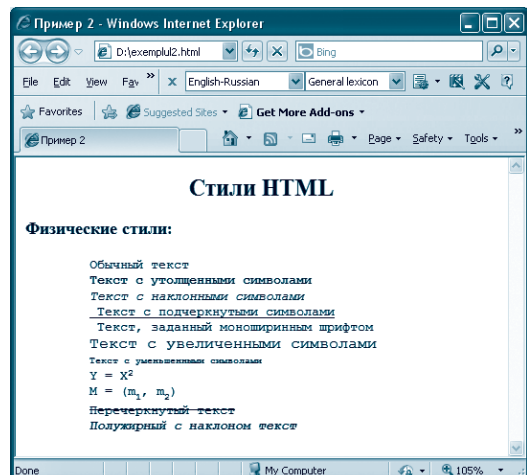 Пример 2 - Windows Internet Explorer
D:\exemplul2.html
Bing
File Edit View Fav »
x English-Russian General lexicon
Favorites Suggested Sites Get More Add-ons
Пример 2 Page Safety Tools »
Стили HTML
Физические стили:
Обычный текст
Текст с утолщенными символами
Текст с наклонными символами
Текст с подчеркнутыми символами
Текст, заданный моноширинным шрифтом
Текст с увеличенными символами
Текст с уменьшенными символами
Y = X²
M = (m₁, m₂)
Перечеркнутый текст
Полужирный с наклоном текст
Done My Computer 105%